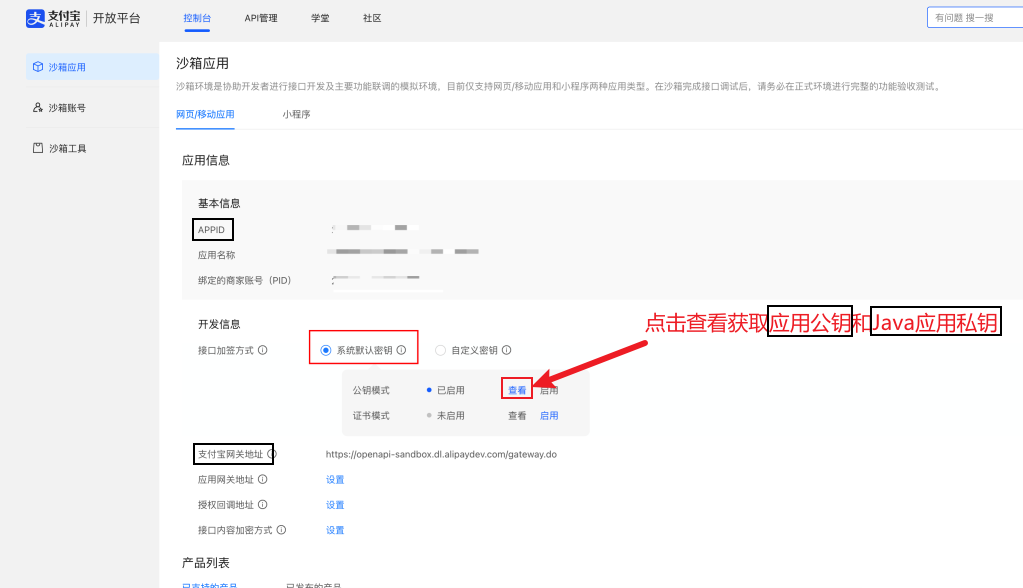 支付宝 ALIPAY 开放平台 控制台 API管理 学堂 社区 有问题 搜一搜
沙箱应用
沙箱账号
沙箱工具
沙箱应用
沙箱环境是协助开发者进行接口开发及主要功能联调的模拟环境，目前仅支持网页/移动应用和小程序两种应用类型。在沙箱完成接口调试后，请务必在正式环境进行完整的功能验收测试。
网页/移动应用 小程序
应用信息
基本信息
APPID
应用名称
绑定的商家账号（PID）
开发信息
点击查看获取应用公钥和Java应用私钥
接口加签方式 系统默认密钥 自定义密钥
公钥模式 已启用 查看 启用
证书模式 未启用 查看 启用
支付宝网关地址 https://openapi-sandbox.dl.alipaydev.com/gateway.do
应用网关地址 设置
授权回调地址 设置
接口内容加密方式 设置
产品列表
已支持的产品 已发布的产品